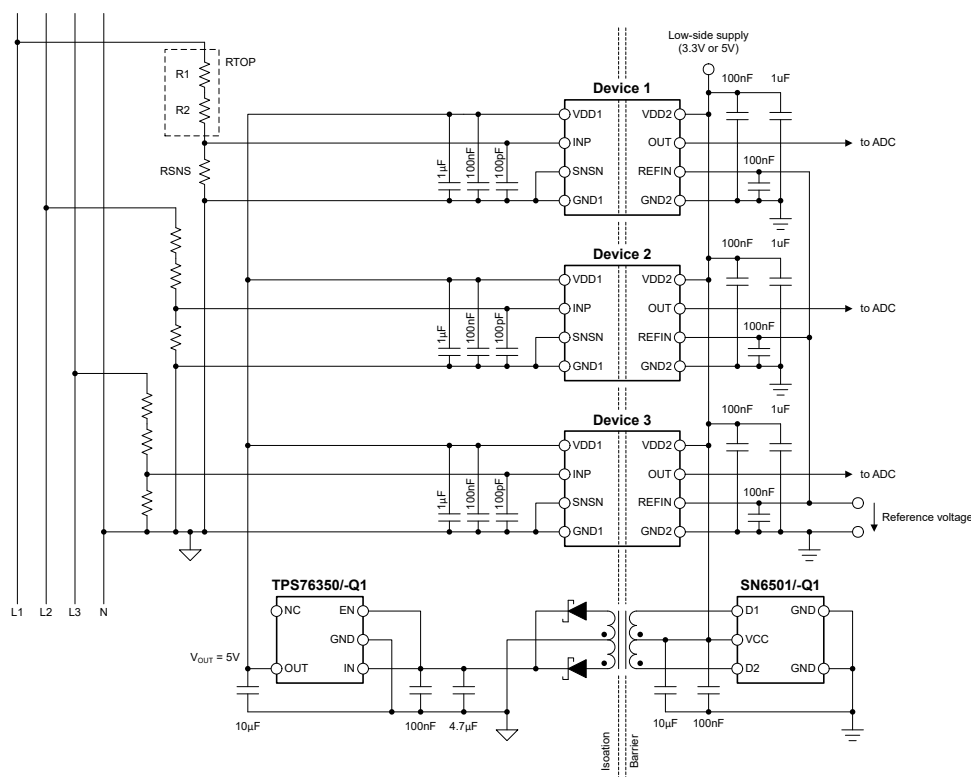 Low-side supply
(3.3V or 5V)
RTOP
R1
R2
RSNS
1µF
100nF
100pF
Device 1
VDD1
INP
SNSN
GND1
VDD2
OUT
REFIN
GND2
100nF
1uF
100nF
to ADC
1µF
100nF
100pF
Device 2
VDD1
INP
SNSN
GND1
VDD2
OUT
REFIN
GND2
100nF
1uF
100nF
to ADC
1µF
100nF
100pF
Device 3
VDD1
INP
SNSN
GND1
VDD2
OUT
REFIN
GND2
100nF
1uF
100nF
to ADC
Reference voltage
L1 L2 L3 N
TPS76350/-Q1
NC
EN
GND
OUT
IN
VOUT = 5V
10µF
100nF
4.7µF
SN6501/-Q1
D1
GND
VCC
D2
GND
10µF
100nF
Isoation
Barrier